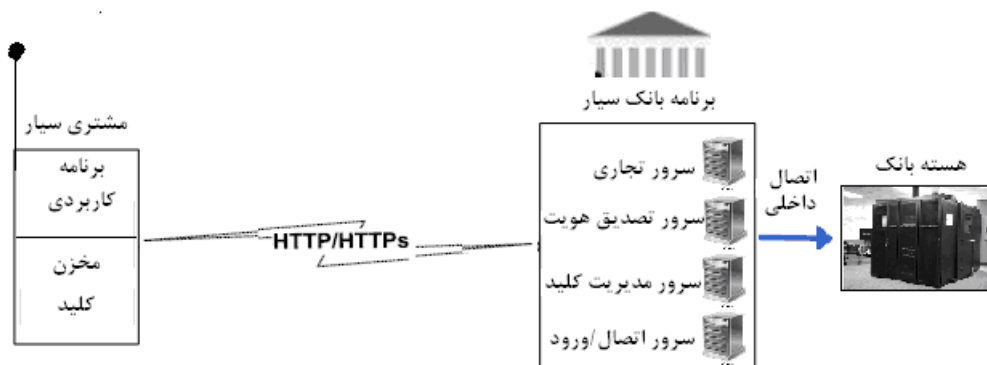 مشتری سیار
برنامه
کاربردی
مخزن
کلید
HTTP/HTTPs
برنامه بانک سیار
سرور تجاری
سرور تصدیق هویت
سرور مدیریت کلید
سرور اتصال/ورود
اتصال
داخلی
هسته بانک